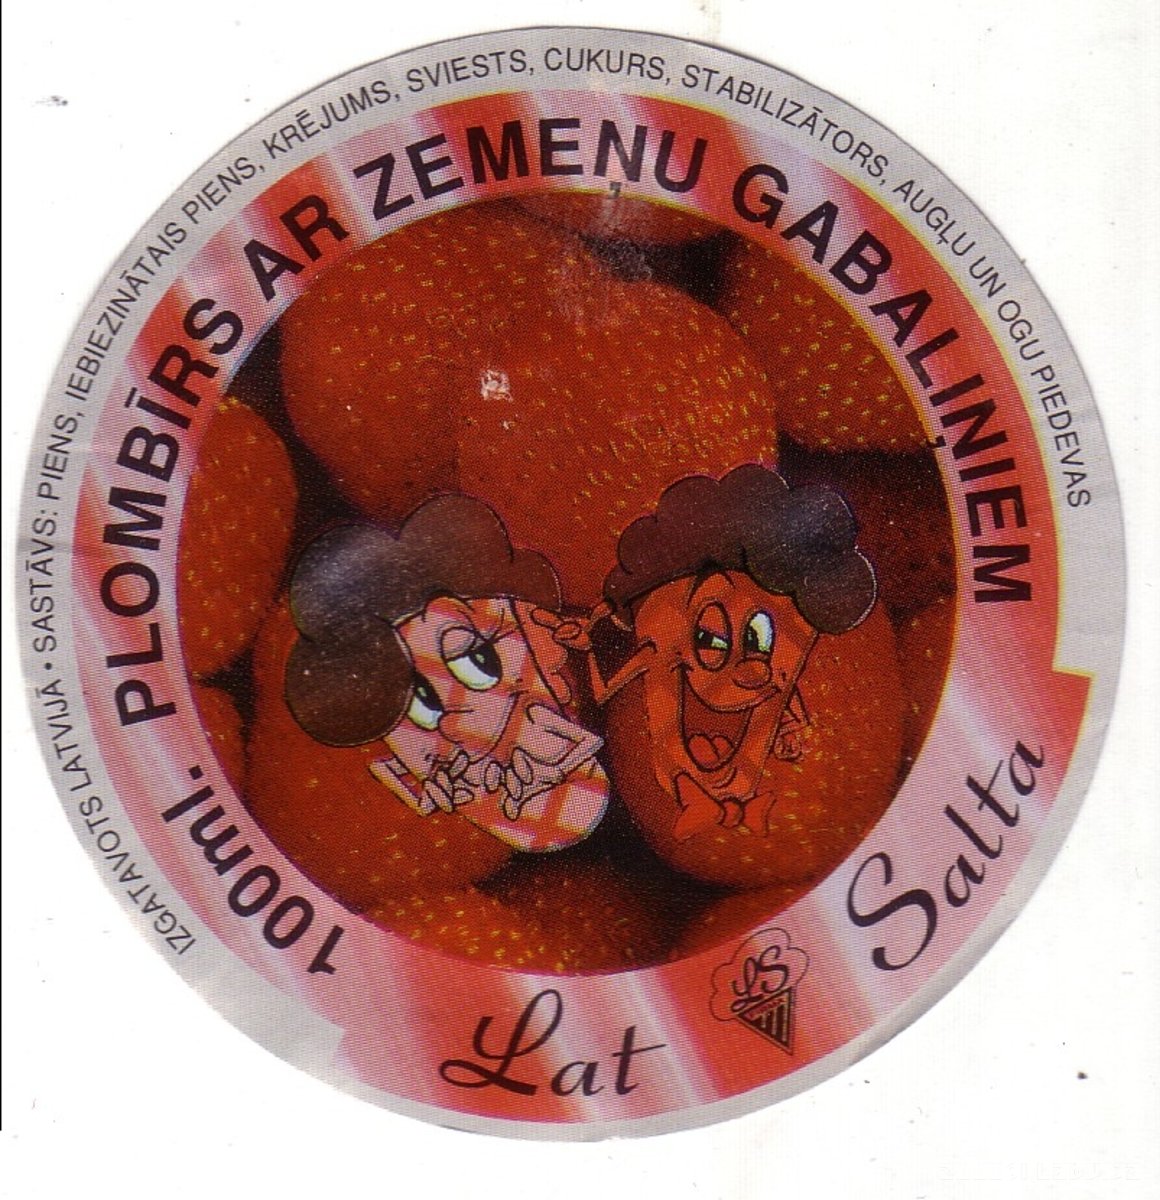 IZGATAVOTS LATVIJĀ • SASTĀVS: PIENS, IEBIEZINĀTAIS PIENS, KRĒJUMS, SVIESTS, CUKURS, STABILIZĀTORS, AUGĻU UN OGU PIEDEVAS
100ml. PLOMBĪRS AR ZEMEŅU GABALIŅIEM
Lat LS Salta